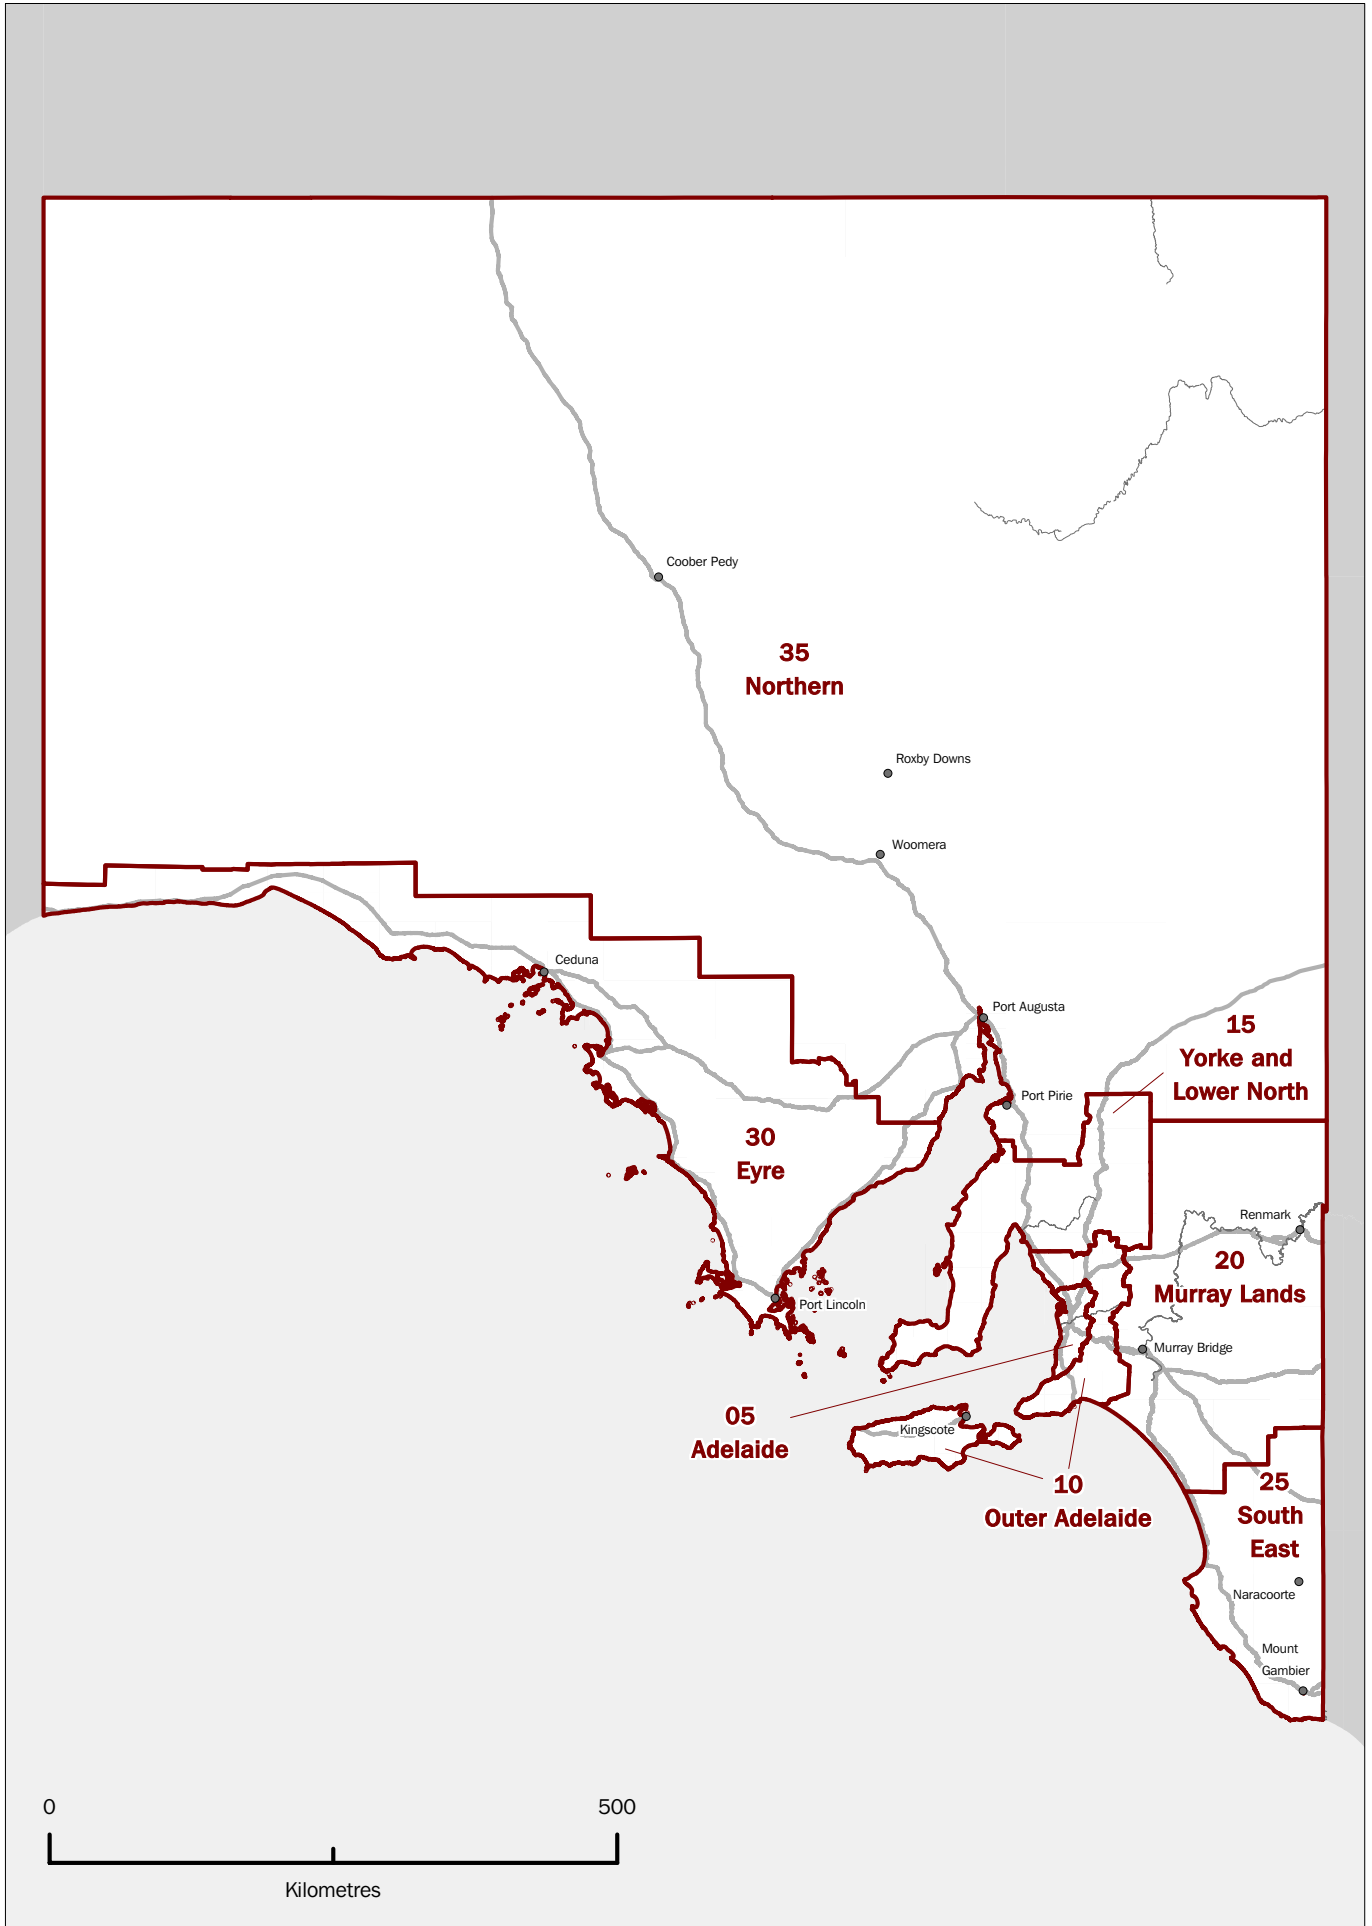 Coober Pedy
35
Northern
Roxby Downs
Woomera
Ceduna
Port Augusta
15
Yorke and
Lower North
Port Pirie
30
Eyre
Renmark
20
Murray Lands
Port Lincoln
Murray Bridge
05
Adelaide
Kingscote
10
Outer Adelaide
25
South
East
Naracoorte
Mount
Gambier
0
500
Kilometres